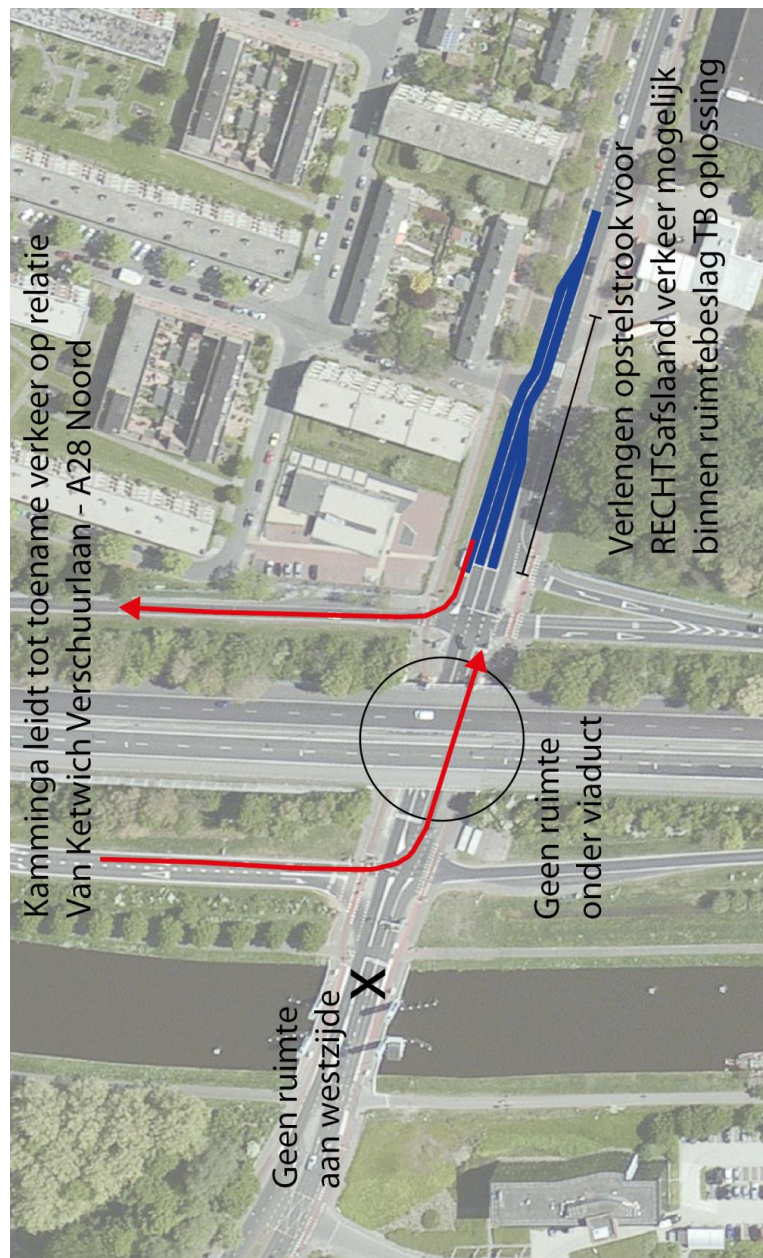 Kamminga leidt tot toename verkeer op relatie
Van Ketwich Verschuurlaan - A28 Noord
Geen ruimte
aan westzijde
X
Geen ruimte
onder viaduct
Verlengen opstelstrook voor
RECHTSafslaand verkeer mogelijk
binnen ruimtebeslag TB oplossing